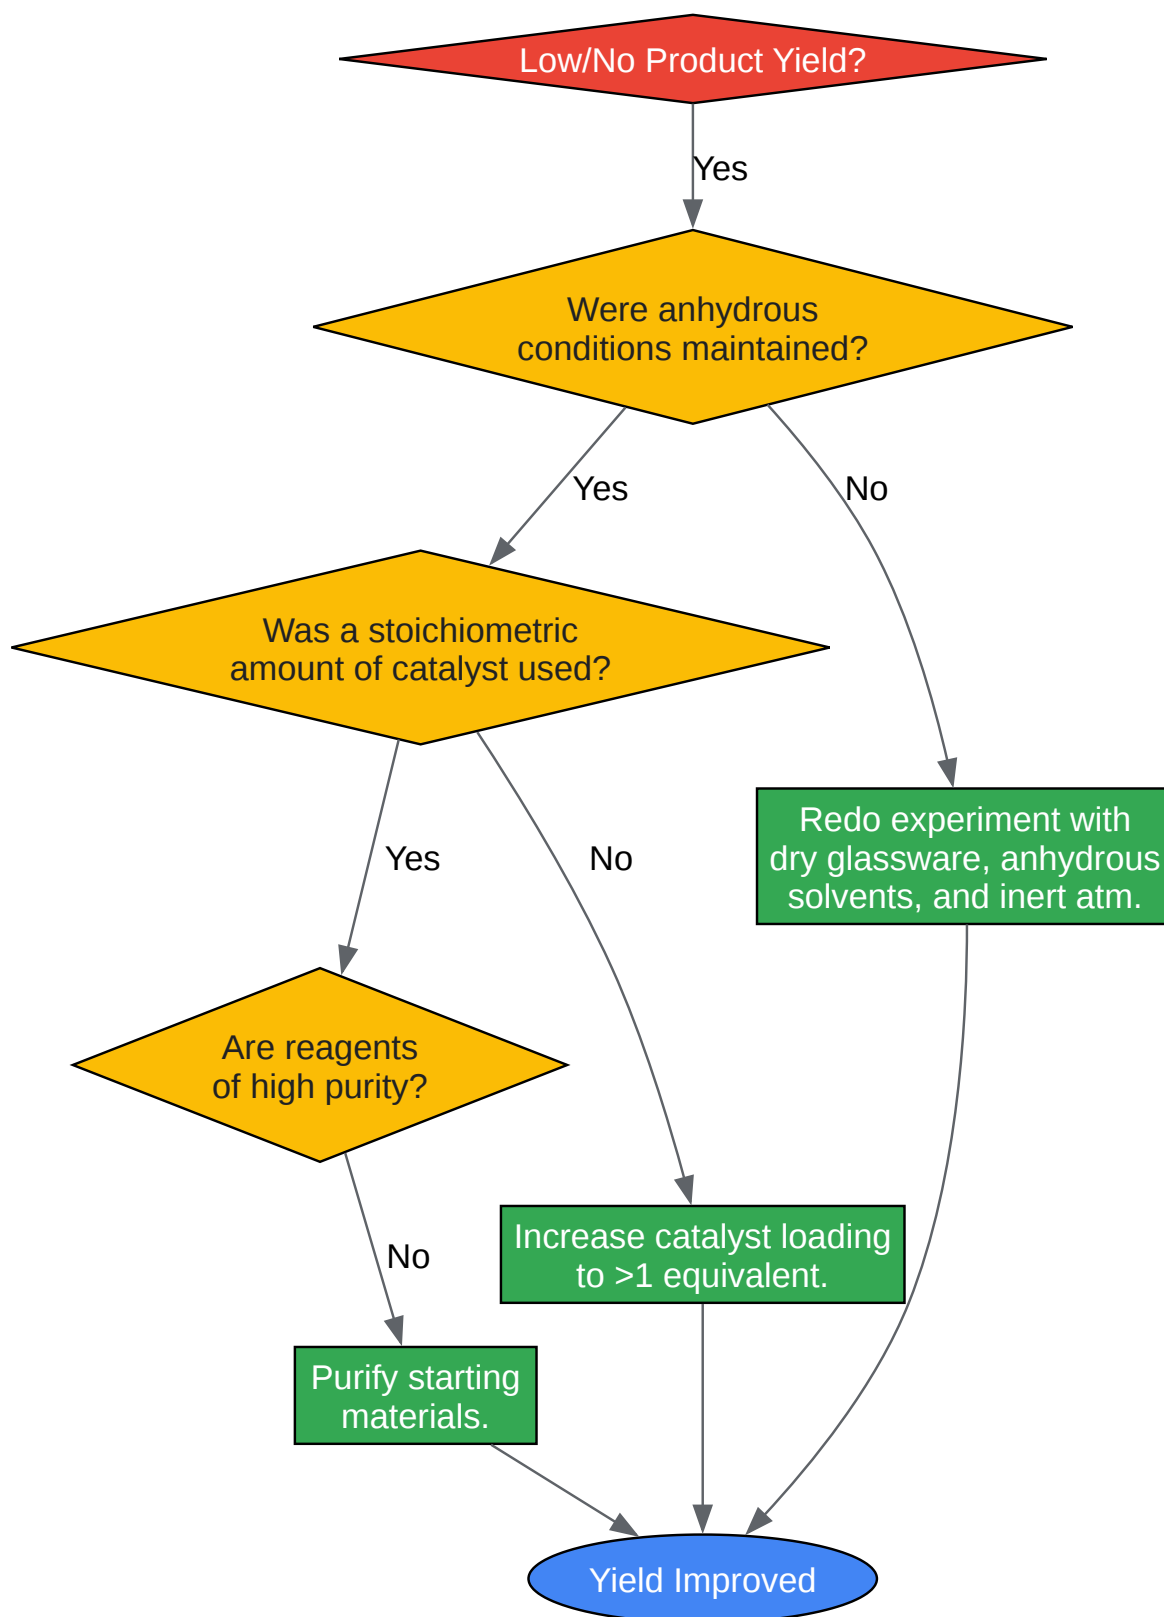 Low/No Product Yield?
Yes
Were anhydrous
conditions maintained?
Yes
No
Was a stoichiometric
amount of catalyst used?
Redo experiment with
dry glassware, anhydrous
solvents, and inert atm.
Yes
No
Are reagents
of high purity?
Increase catalyst loading
to >1 equivalent.
No
Purify starting
materials.
Yield Improved